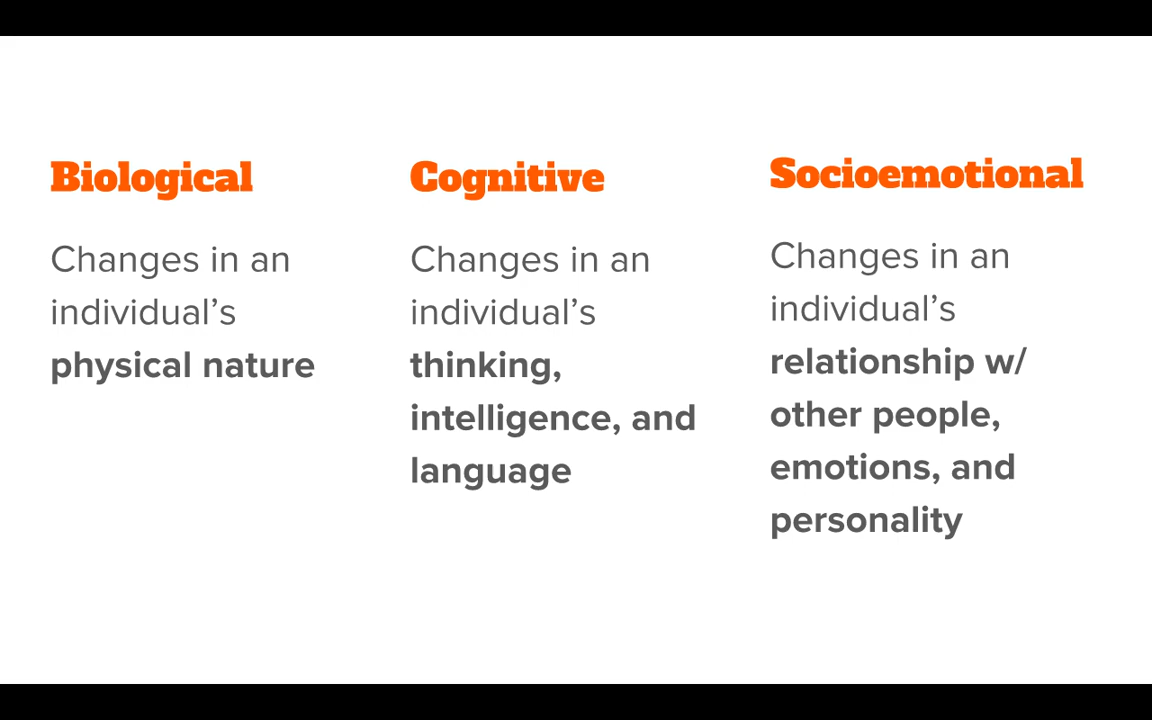 Biological
Changes in an
individual’s
physical nature
Cognitive
Changes in an
individual’s
thinking,
intelligence, and
language
Socioemotional
Changes in an
individual’s
relationship w/
other people,
emotions, and
personality